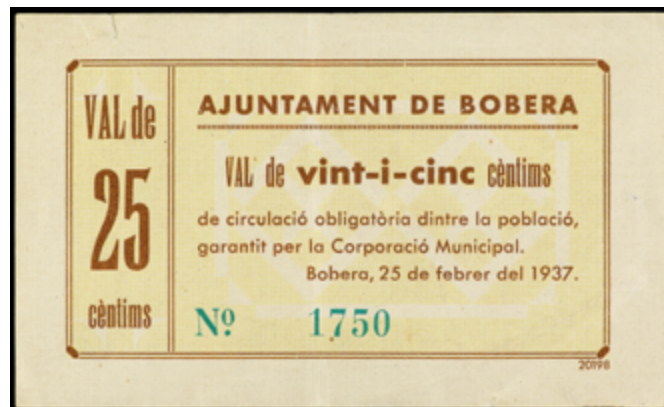 VAL de
25
cèntims
AJUNTAMENT DE BOBERA
VAL de vint-i-cinc cèntims
de circulació obligatòria dintre la població,
garantit per la Corporació Municipal.
Bobera, 25 de febrer del 1937.
Nº 1750
20198